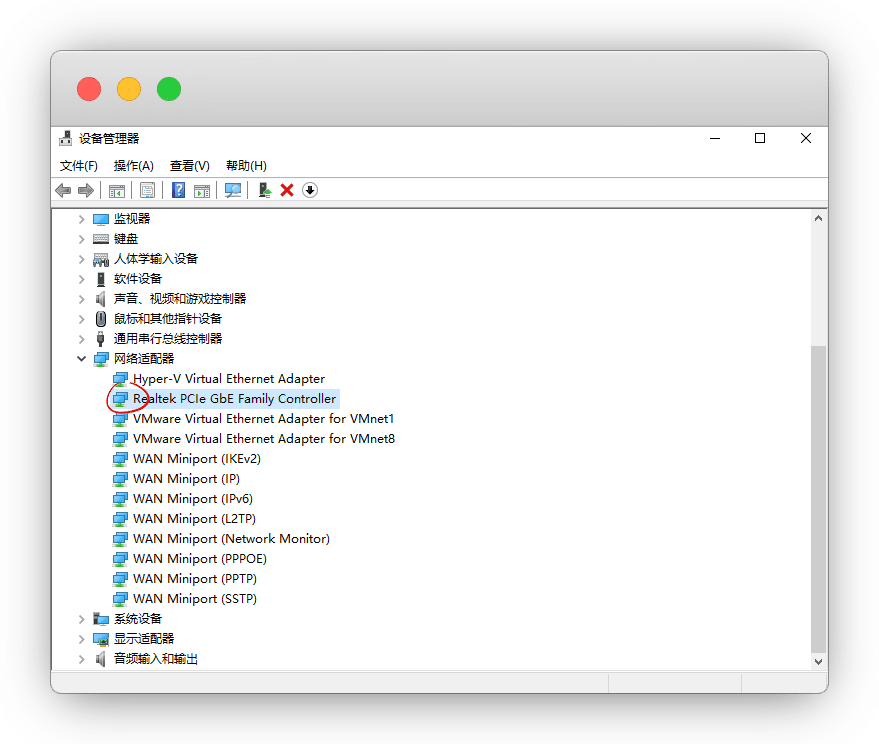 设备管理器
文件(F) 操作(A) 查看(V) 帮助(H)
监视器
键盘
人体学输入设备
软件设备
声音、视频和游戏控制器
鼠标和其他指针设备
通用串行总线控制器
网络适配器
Hyper-V Virtual Ethernet Adapter
Realtek PCIe GbE Family Controller
VMware Virtual Ethernet Adapter for VMnet1
VMware Virtual Ethernet Adapter for VMnet8
WAN Miniport (IKEv2)
WAN Miniport (IP)
WAN Miniport (IPv6)
WAN Miniport (L2TP)
WAN Miniport (Network Monitor)
WAN Miniport (PPPOE)
WAN Miniport (PPTP)
WAN Miniport (SSTP)
系统设备
显示适配器
音频输入和输出